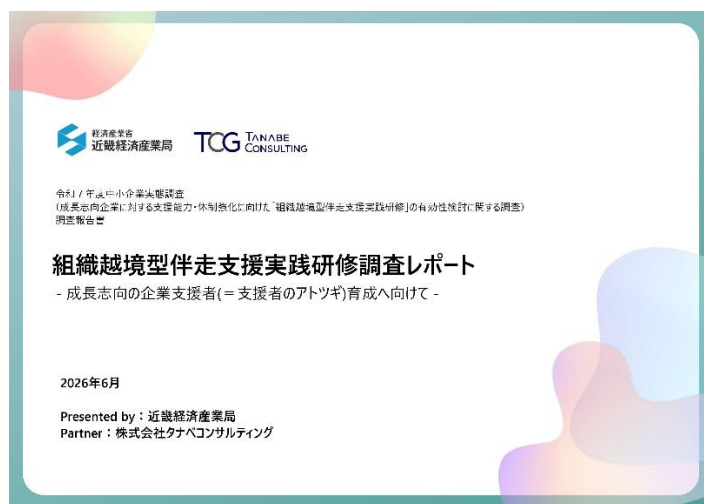 経済産業省
近畿経済産業局
TCG TANABE CONSULTING
令和7年度中小企業実態調査
(成長志向企業に対する支援能力・体制強化に向けた「組織越境型伴走支援実践研修」の有効性検討に関する調査)
調査報告書
組織越境型伴走支援実践研修調査レポート
- 成長志向の企業支援者(=支援者のアトツギ)育成へ向けて -
2026年6月
Presented by：近畿経済産業局
Partner：株式会社タナベコンサルティング